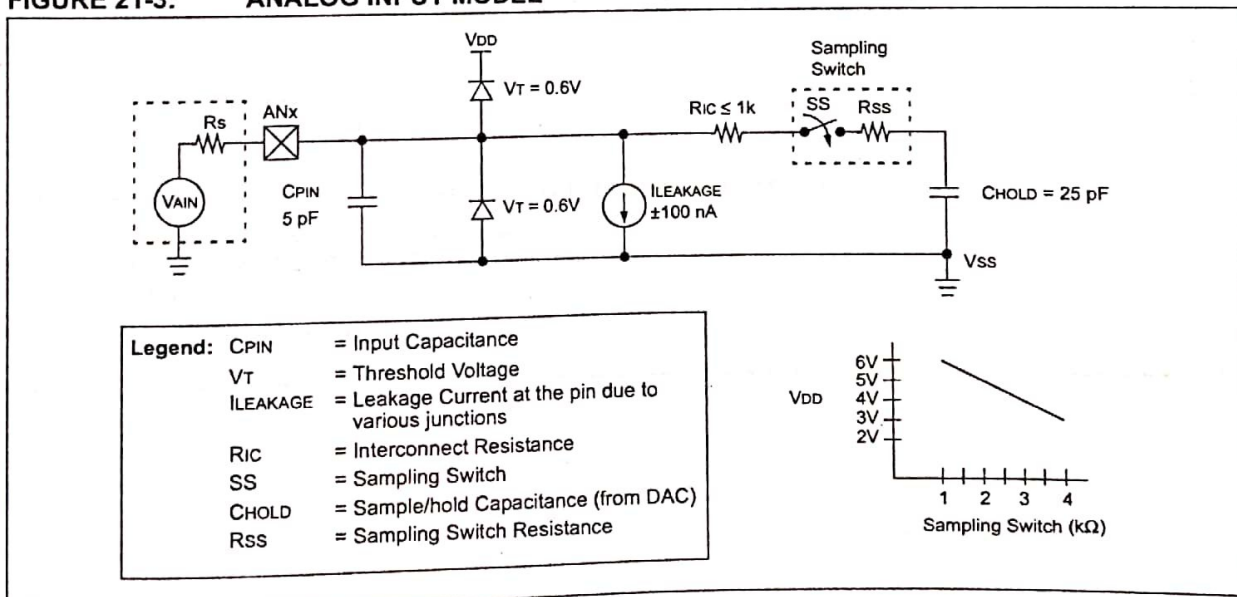 FIGURE 21-3: ANALOG INPUT MODEL
VDD
Sampling
Switch
VT = 0.6V
ANx
RIC ≤ 1k
SS
RSS
Rs
VAIN
CPIN
5 pF
VT = 0.6V
ILEAKAGE
±100 nA
CHOLD = 25 pF
VSS
Legend: CPIN = Input Capacitance
VT = Threshold Voltage
ILEAKAGE = Leakage Current at the pin due to
various junctions
RIC = Interconnect Resistance
SS = Sampling Switch
CHOLD = Sample/hold Capacitance (from DAC)
RSS = Sampling Switch Resistance
6V
5V
VDD
4V
3V
2V
1 2 3 4
Sampling Switch (kΩ)